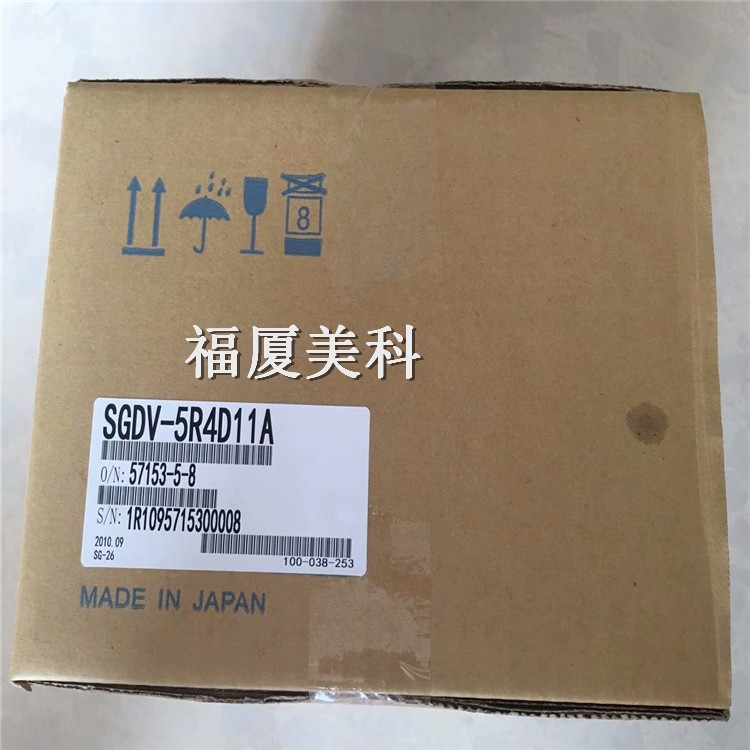 8
福厦美科
SGDV-5R4D11A
O/N: 57153-5-8
S/N: 1R1095715300008
2010.09
SG-26
100-038-253
MADE IN JAPAN